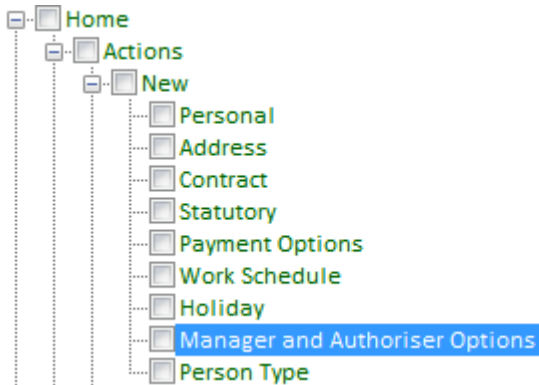 Home
Actions
New
Personal
Address
Contract
Statutory
Payment Options
Work Schedule
Holiday
Manager and Authoriser Options
Person Type